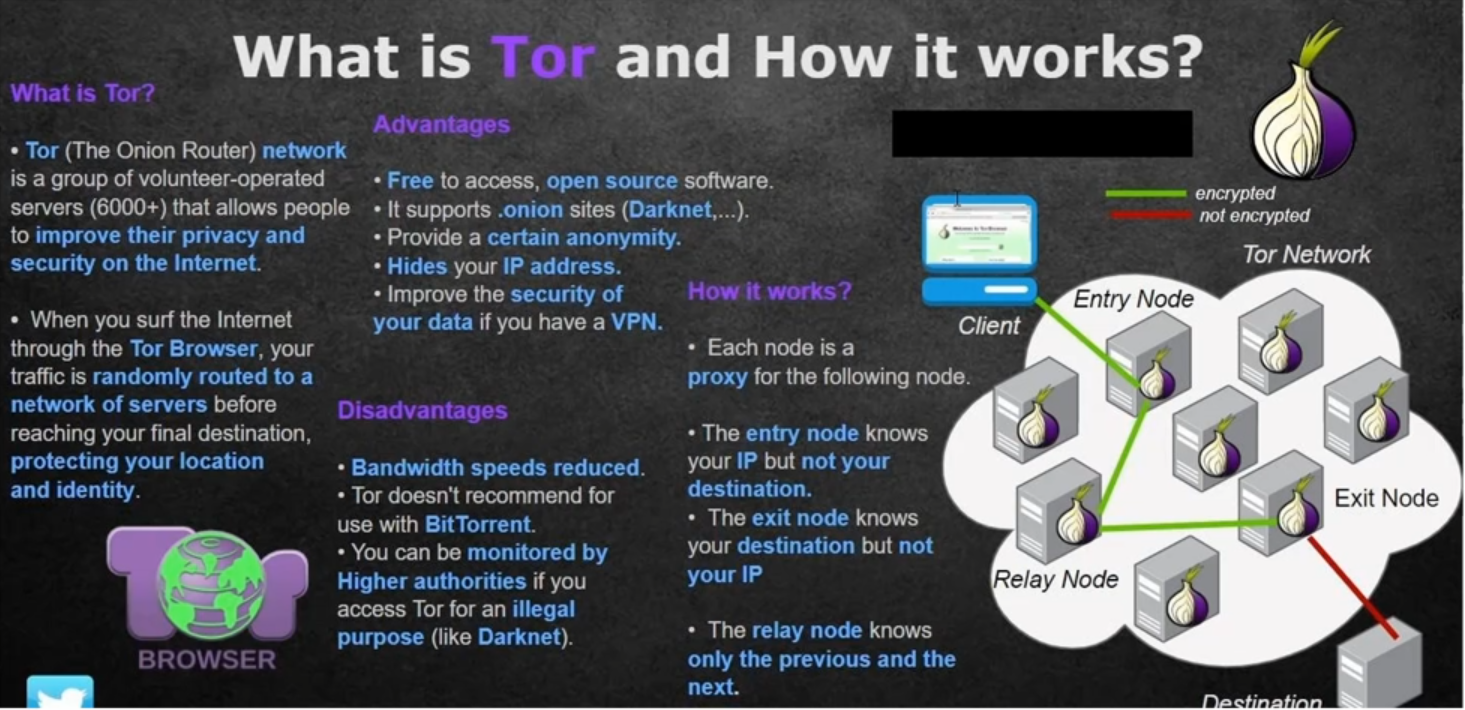 What is Tor and How it works?
What is Tor?
• Tor (The Onion Router) network
is a group of volunteer-operated
servers (6000+) that allows people
to improve their privacy and
security on the Internet.
• When you surf the Internet
through the Tor Browser, your
traffic is randomly routed to a
network of servers before
reaching your final destination,
protecting your location
and identity.
Tor
BROWSER
Advantages
• Free to access, open source software.
• It supports .onion sites (Darknet,...).
• Provide a certain anonymity.
• Hides your IP address.
• Improve the security of
your data if you have a VPN.
Disadvantages
• Bandwidth speeds reduced.
• Tor doesn't recommend for
use with BitTorrent.
• You can be monitored by
Higher authorities if you
access Tor for an illegal
purpose (like Darknet).
How it works?
• Each node is a
proxy for the following node.
• The entry node knows
your IP but not your
destination.
• The exit node knows
your destination but not
your IP
• The relay node knows
only the previous and the
next.
encrypted
not encrypted
Tor Network
Client
Entry Node
Exit Node
Relay Node
Destination